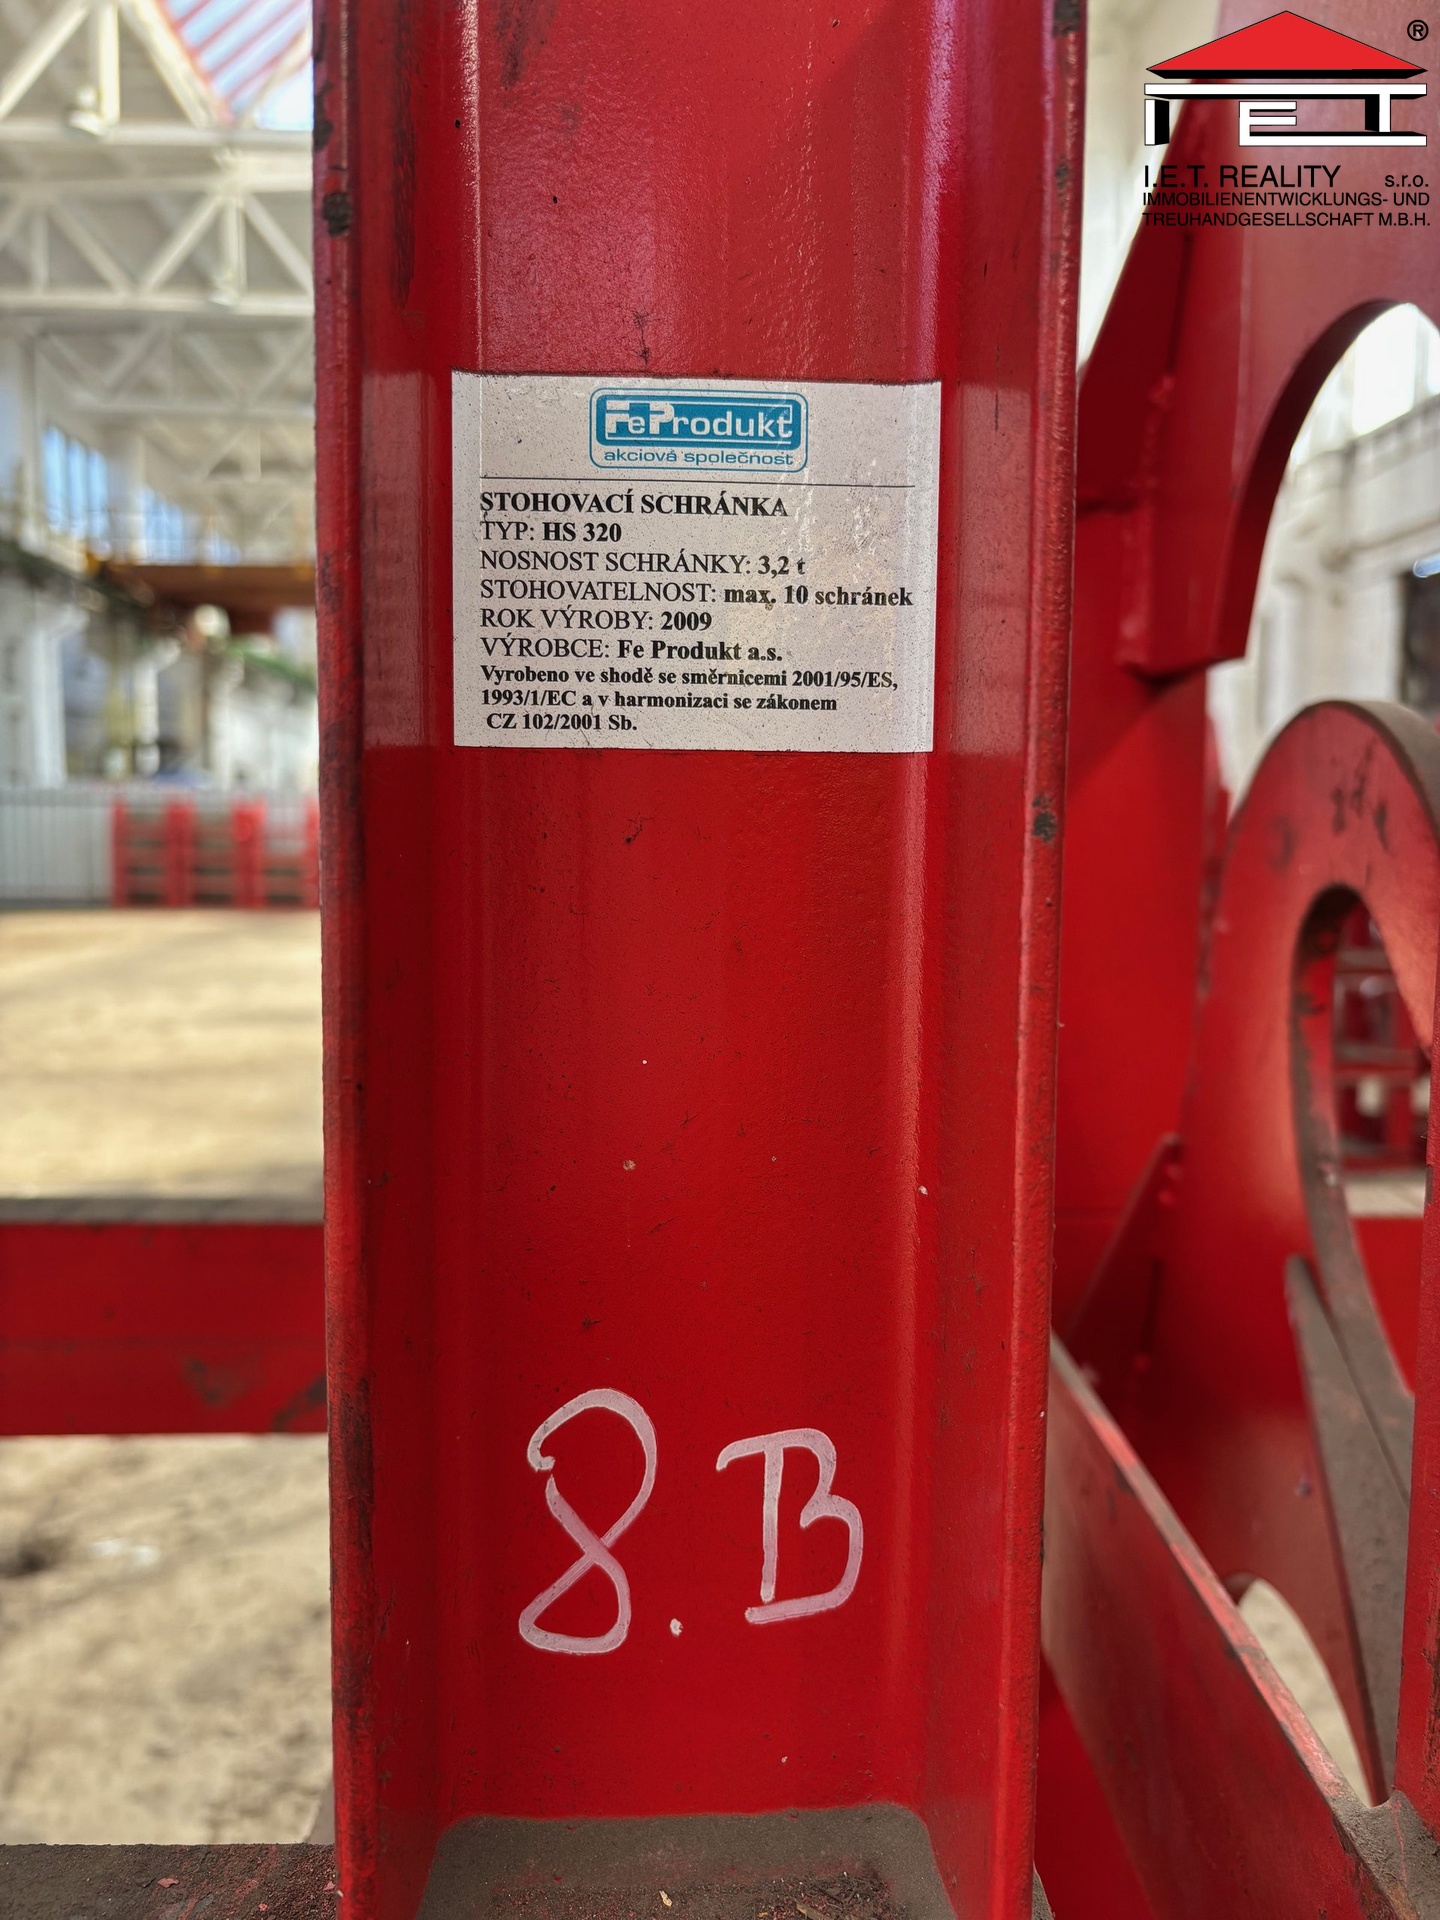 IET ®
I.E.T. REALITY s.r.o.
IMMOBILIENENTWICKLUNGS- UND
TREUHANDGESELLSCHAFT M.B.H.
FeProdukt
akciová společnost
STOHOVACÍ SCHRÁNKA
TYP: HS 320
NOSNOST SCHRÁNKY: 3,2 t
STOHOVATELNOST: max. 10 schránek
ROK VÝROBY: 2009
VÝROBCE: Fe Produkt a.s.
Vyrobeno ve shodě se směrnicemi 2001/95/ES,
1993/1/EC a v harmonizaci se zákonem
CZ 102/2001 Sb.
8.B